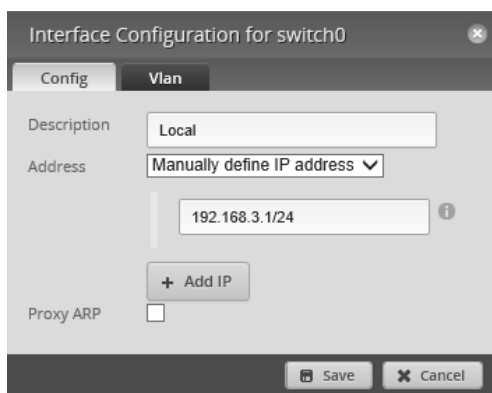 Interface Configuration for switch0
Config Vlan
Description Local
Address Manually define IP address
192.168.3.1/24
+ Add IP
Proxy ARP
Save Cancel